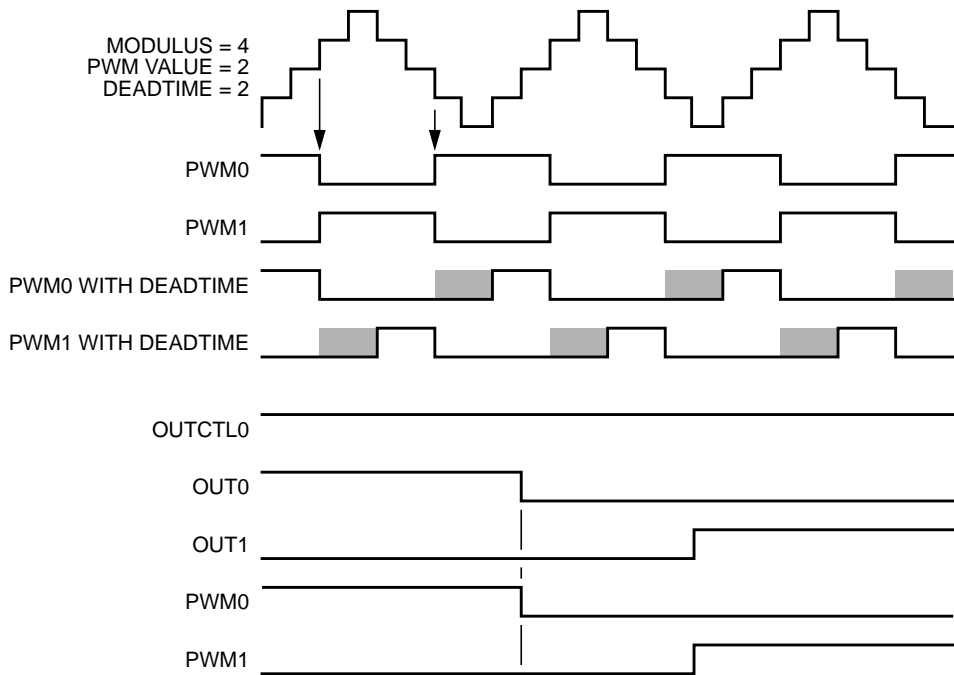 MODULUS = 4
PWM VALUE = 2
DEADTIME = 2
PWM0
PWM1
PWM0 WITH DEADTIME
PWM1 WITH DEADTIME
OUTCTL0
OUT0
OUT1
PWM0
PWM1